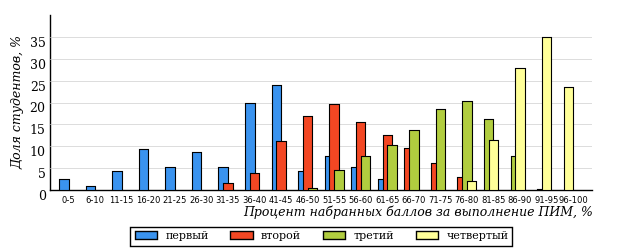 Доля студентов, %
35
30
25
20
15
10
5
0
0-5 6-10 11-15 16-20 21-25 26-30 31-35 36-40 41-45 46-50 51-55 56-60 61-65 66-70 71-75 76-80 81-85 86-90 91-95 96-100
Процент набранных баллов за выполнение ПИМ, %
первый второй третий четвертый